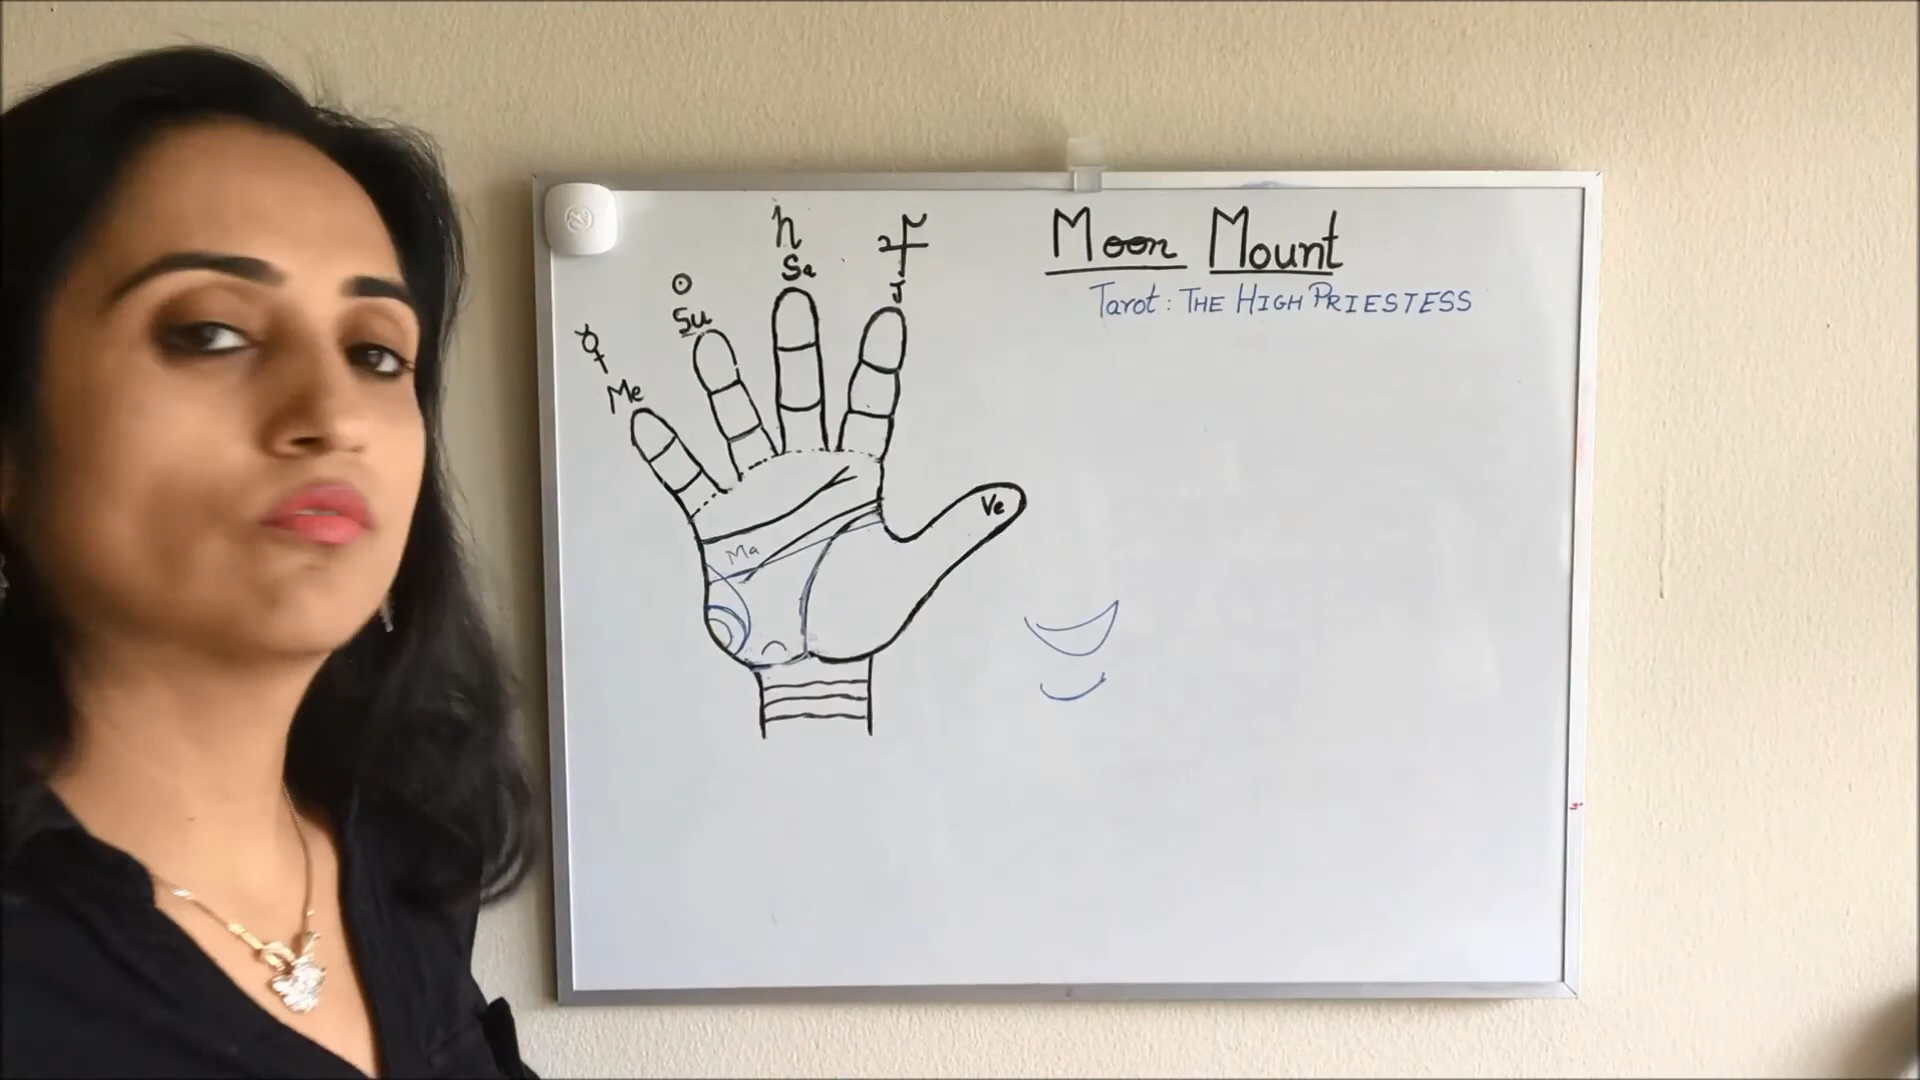 Moon Mount
Tarot: THE HIGH PRIESTESS
Sa
Su
Me
Ve
Ma